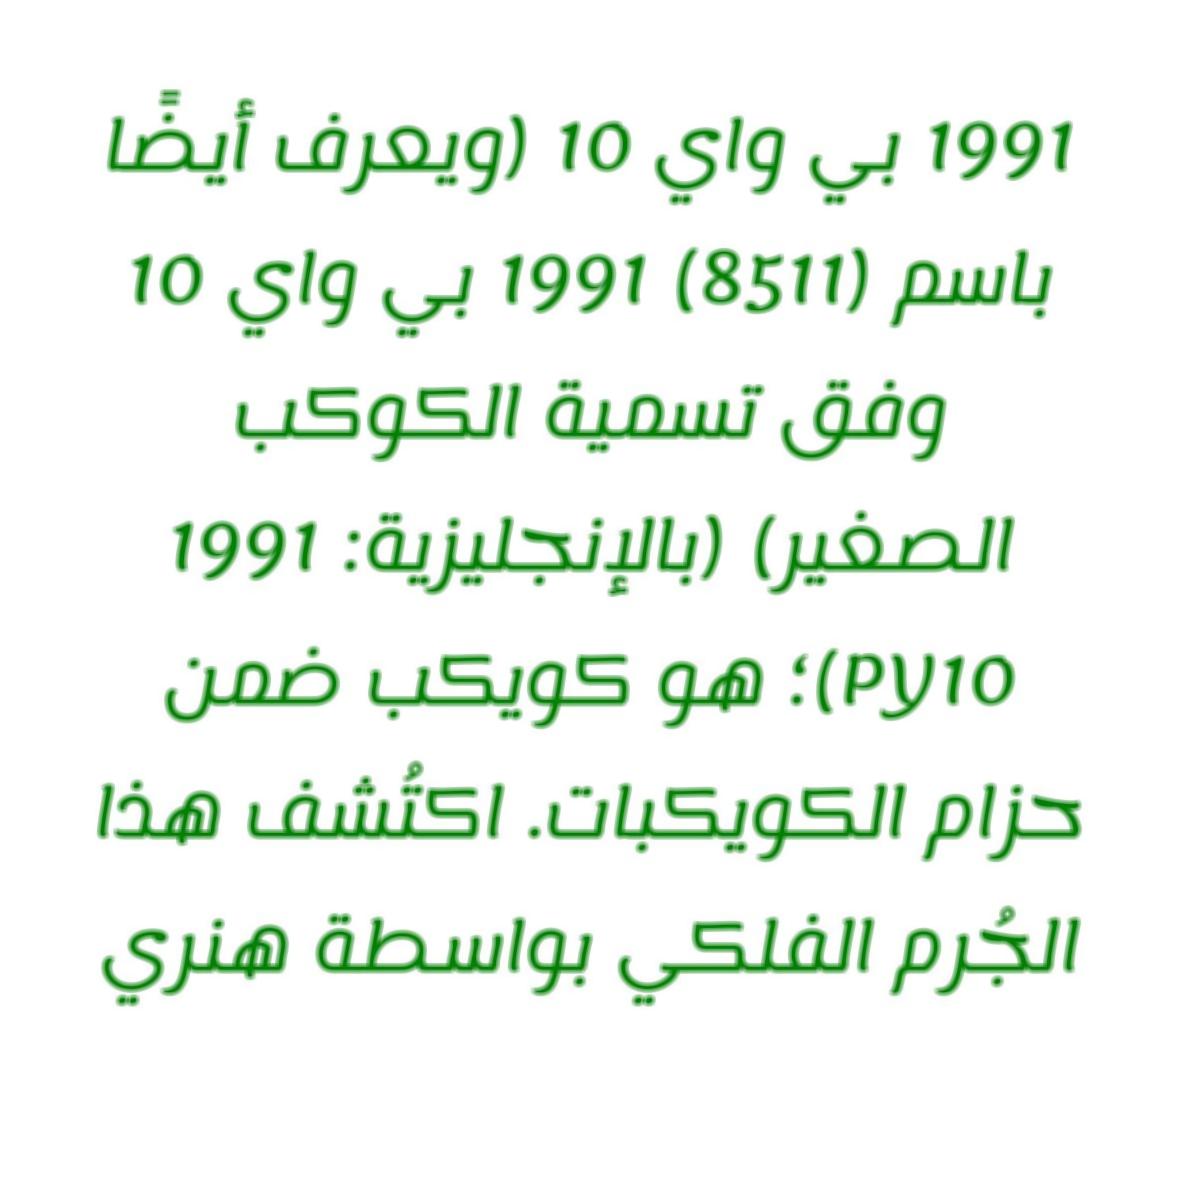 1991 بي واي 10 (ويعرف أيضًا
باسم (8511) 1991 بي واي 10
وفق تسمية الكوكب
الصغير) (بالإنجليزية: 1991
PY10)؛ هو كويكب ضمن
حزام الكويكبات. اكتُشف هذا
الجُرم الفلكي بواسطة هنري